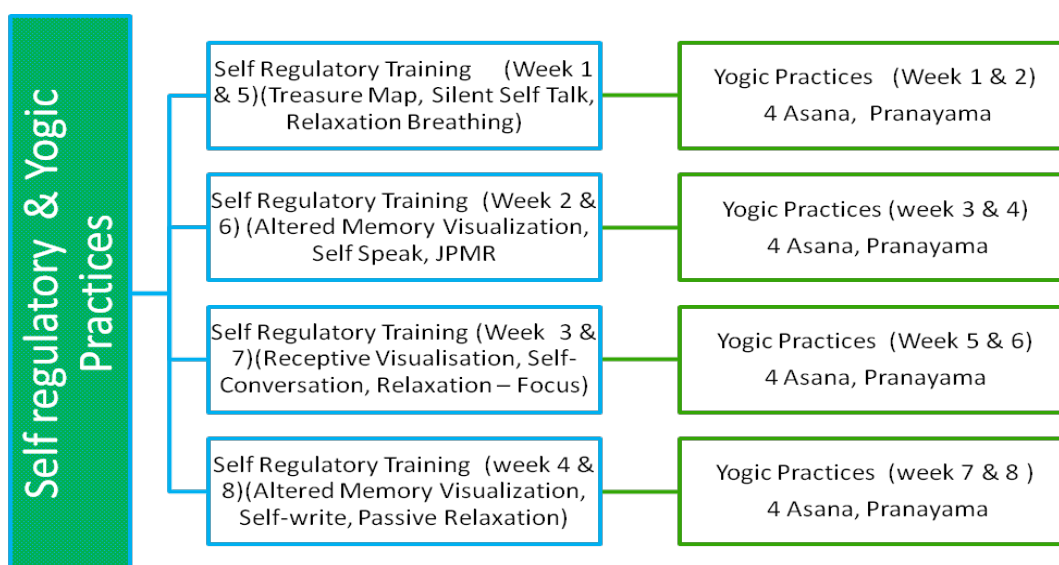 Self regulatory & Yogic
Practices
Self Regulatory Training (Week 1
& 5)(Treasure Map, Silent Self Talk,
Relaxation Breathing)
Yogic Practices (Week 1 & 2)
4 Asana, Pranayama
Self Regulatory Training (Week 2 &
6) (Altered Memory Visualization,
Self Speak, JPMR
Yogic Practices (week 3 & 4)
4 Asana, Pranayama
Self Regulatory Training (Week 3 &
7)(Receptive Visualisation, Self-
Conversation, Relaxation – Focus)
Yogic Practices (Week 5 & 6)
4 Asana, Pranayama
Self Regulatory Training (week 4 &
8)(Altered Memory Visualization,
Self-write, Passive Relaxation)
Yogic Practices (week 7 & 8 )
4 Asana, Pranayama